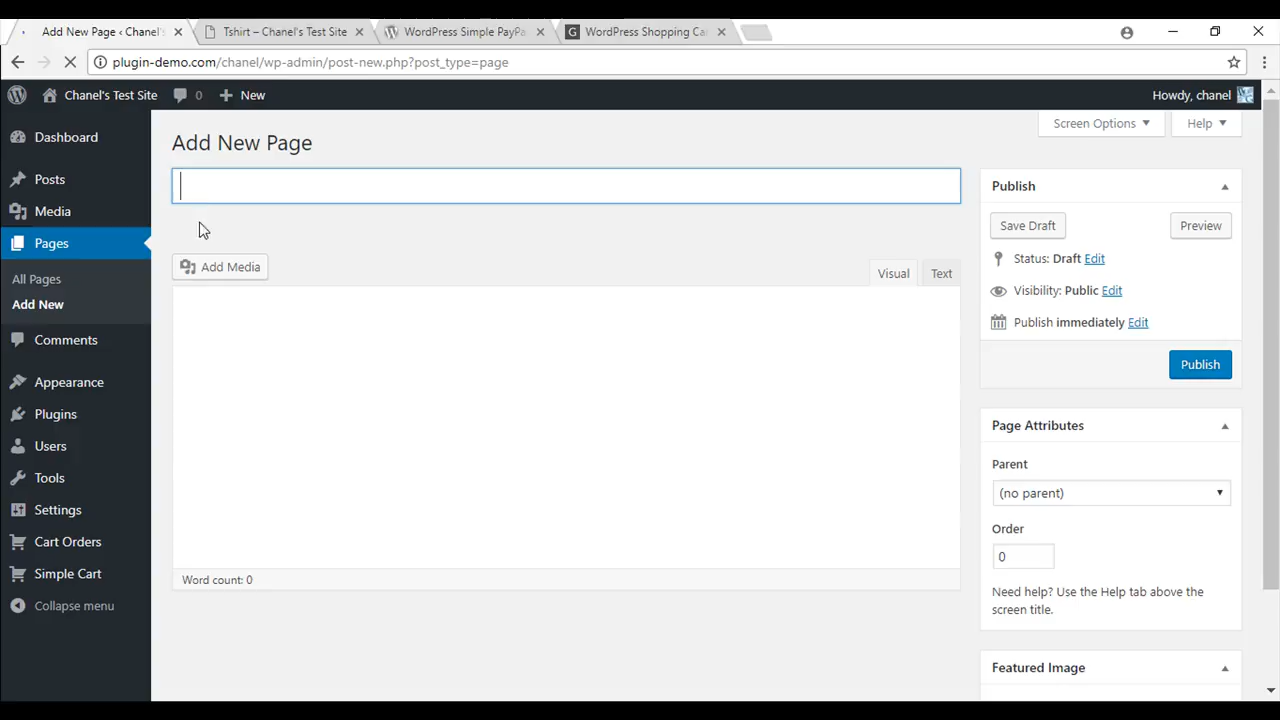 Add New Page ‹ Chanel's
Tshirt – Chanel's Test Site
WordPress Simple PayPa
WordPress Shopping Ca
plugin-demo.com/chanel/wp-admin/post-new.php?post_type=page
Chanel's Test Site
0
New
Howdy, chanel
Screen Options
Help
Dashboard
Posts
Media
Pages
All Pages
Add New
Comments
Appearance
Plugins
Users
Tools
Settings
Cart Orders
Simple Cart
Collapse menu
Add New Page
Add Media
Visual
Text
Word count: 0
Publish
Save Draft
Preview
Status: Draft Edit
Visibility: Public Edit
Publish immediately Edit
Publish
Page Attributes
Parent
(no parent)
Order
0
Need help? Use the Help tab above the
screen title.
Featured Image